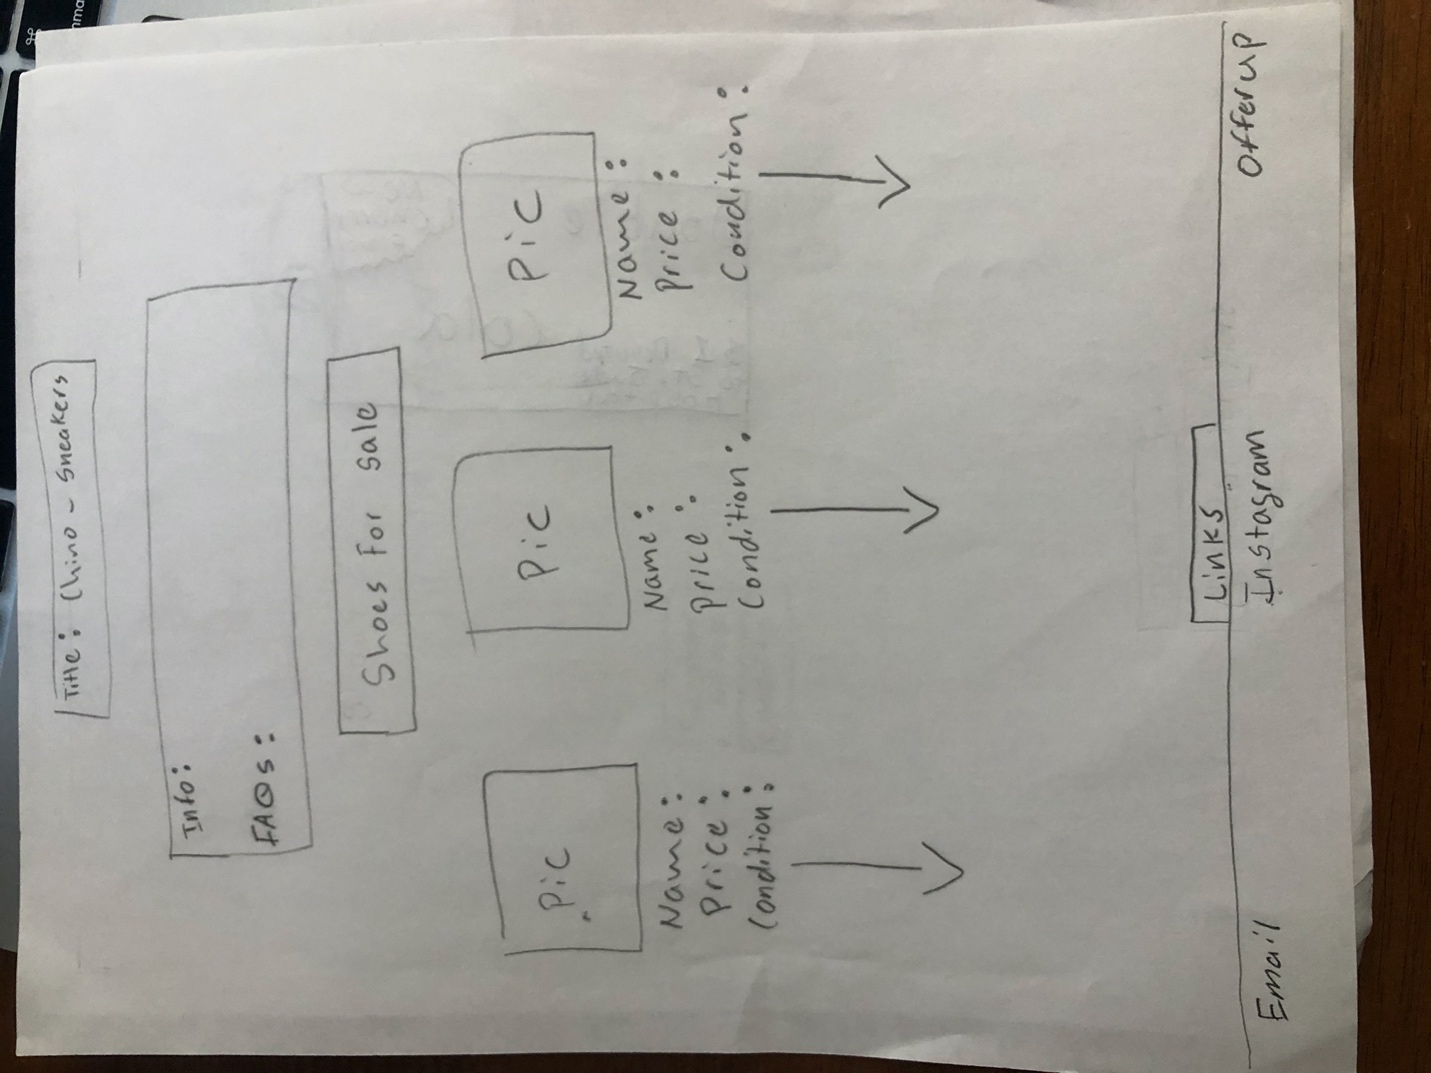 Title: Chino-Sneakers
Info:
FAQs:
Shoes For Sale
Pic
Name:
Price:
Condition:
Pic
Name:
Price:
Condition:
Pic
Name:
Price:
Condition:
Links
Email
Instagram
OfferUp